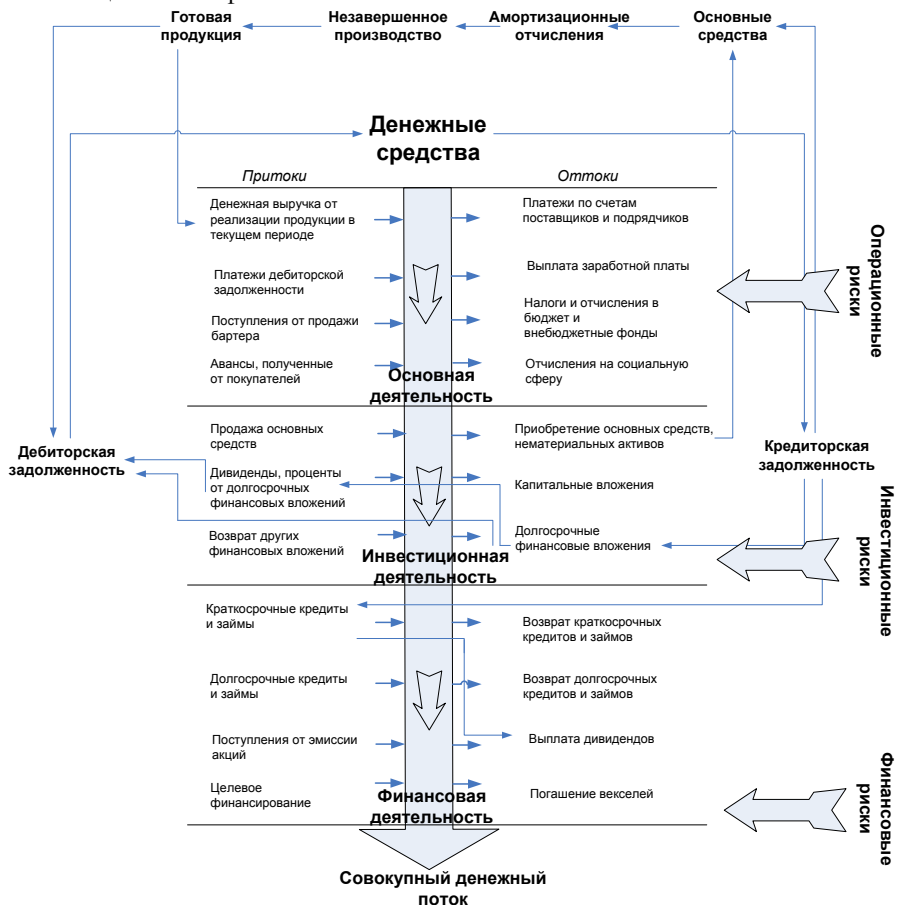 Готовая
продукция
Незавершенное
производство
Амортизационные
отчисления
Основные
средства
Денежные
средства
Притоки
Оттоки
Денежная выручка от
реализации продукции в
текущем периоде
Платежи по счетам
поставщиков и подрядчиков
Платежи дебиторской
задолженности
Выплата заработной платы
Поступления от продажи
бартера
Налоги и отчисления в
бюджет и
внебюджетные фонды
Авансы, полученные
от покупателей
Отчисления на социальную
сферу
Основная
деятельность
Операционные
риски
Продажа основных
средств
Приобретение основных средств,
нематериальных активов
Дебиторская
задолженность
Кредиторская
задолженность
Дивиденды, проценты
от долгосрочных
финансовых вложений
Капитальные вложения
Возврат других
финансовых вложений
Долгосрочные
финансовые вложения
Инвестиционная
деятельность
Инвестиционные
риски
Краткосрочные кредиты
и займы
Возврат краткосрочных
кредитов и займов
Долгосрочные кредиты
и займы
Возврат долгосрочных
кредитов и займов
Поступления от эмиссии
акций
Выплата дивидендов
Целевое
финансирование
Погашение векселей
Финансовая
деятельность
Финансовые
риски
Совокупный денежный
поток